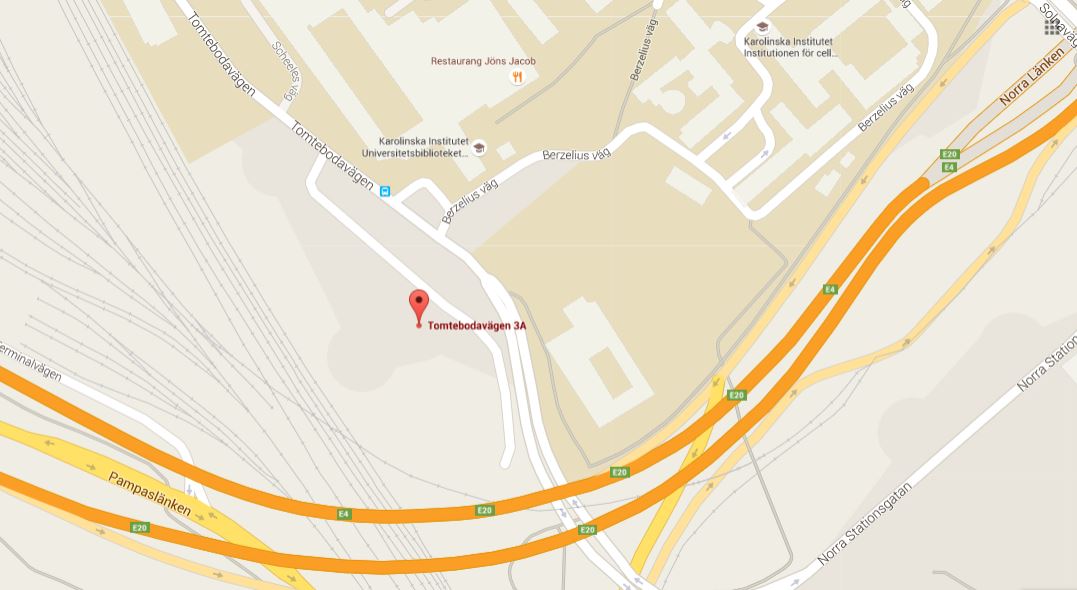 Tomtebodavägen
Scheeles väg
Restaurang Jöns Jacob
Berzelius väg
Karolinska Institutet
Institutionen för cell...
Norra Länken
Berzelius väg
Tomtebodavägen
Karolinska Institutet
Universitetsbiblioteket...
Berzelius väg
Berzelius väg
E20
E4
E4
Tomtebodavägen 3A
Norra Station
E20
E20
E20
E4
E20
E20
Pampaslänken
Norra Stationsgatan